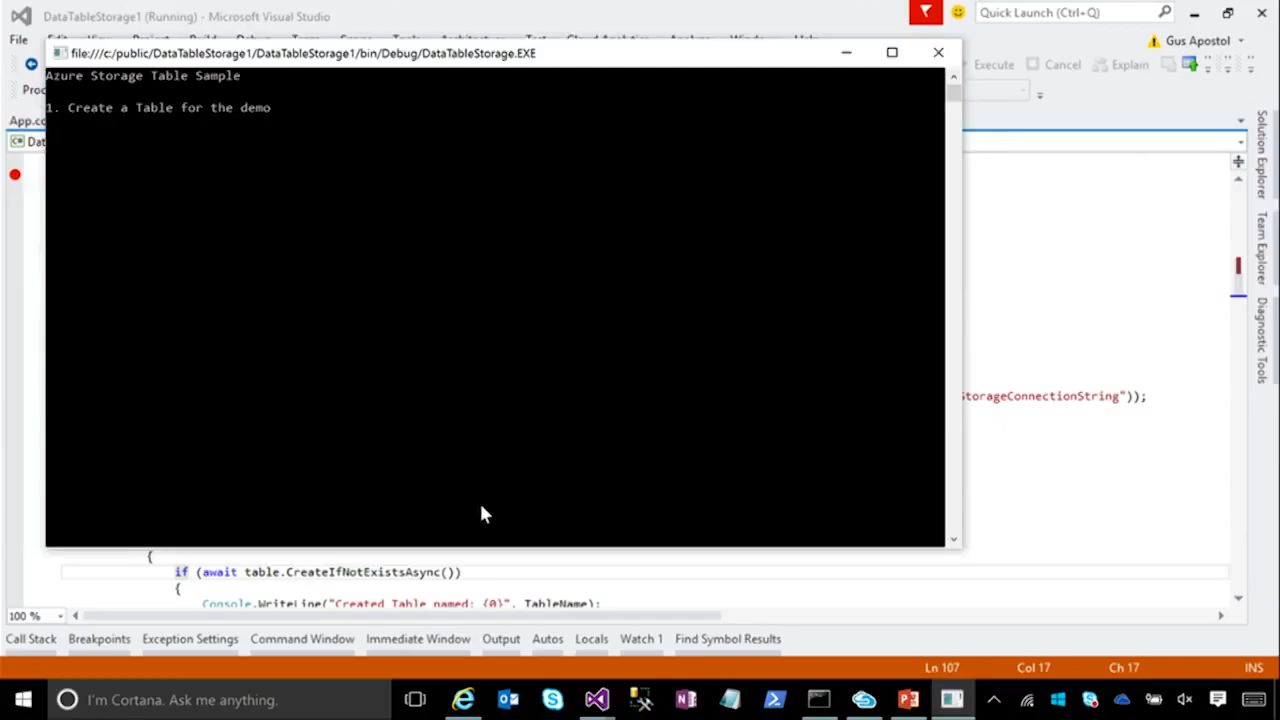 DataTableStorage1 (Running) - Microsoft Visual Studio
Quick Launch (Ctrl+Q)
File
Gus Apostol
file:///c:/public/DataTableStorage1/DataTableStorage1/bin/Debug/DataTableStorage.EXE
Execute
Cancel
Explain
Azure Storage Table Sample
Proc
1. Create a Table for the demo
App.co
Dat
Solution Explorer
Team Explorer
Diagnostic Tools
StorageConnectionString"));
{
if (await table.CreateIfNotExistsAsync())
{
Console.WriteLine("Created Table named: {0}", TableName);
100 %
Call Stack
Breakpoints
Exception Settings
Command Window
Immediate Window
Output
Autos
Locals
Watch 1
Find Symbol Results
Ln 107
Col 17
Ch 17
INS
I'm Cortana. Ask me anything.